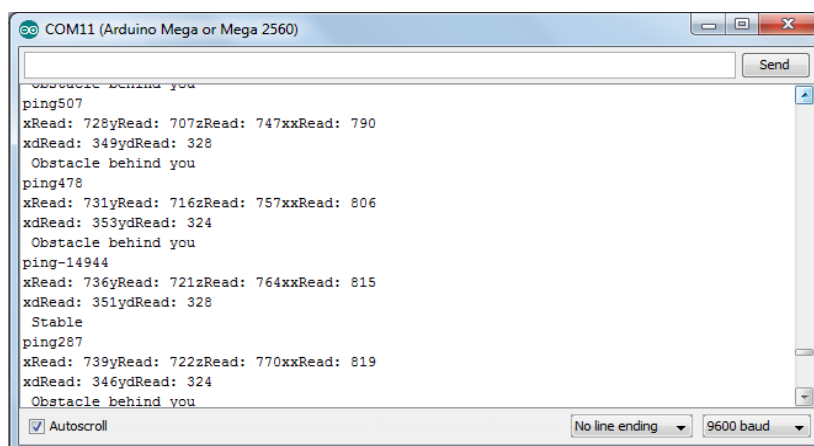 COM11 (Arduino Mega or Mega 2560)
Send
Obstacle behind you
ping507
xRead: 728yRead: 707zRead: 747xxRead: 790
xdRead: 349ydRead: 328
Obstacle behind you
ping478
xRead: 731yRead: 716zRead: 757xxRead: 806
xdRead: 353ydRead: 324
Obstacle behind you
ping-14944
xRead: 736yRead: 721zRead: 764xxRead: 815
xdRead: 351ydRead: 328
Stable
ping287
xRead: 739yRead: 722zRead: 770xxRead: 819
xdRead: 346ydRead: 324
Obstacle behind you
Autoscroll No line ending 9600 baud